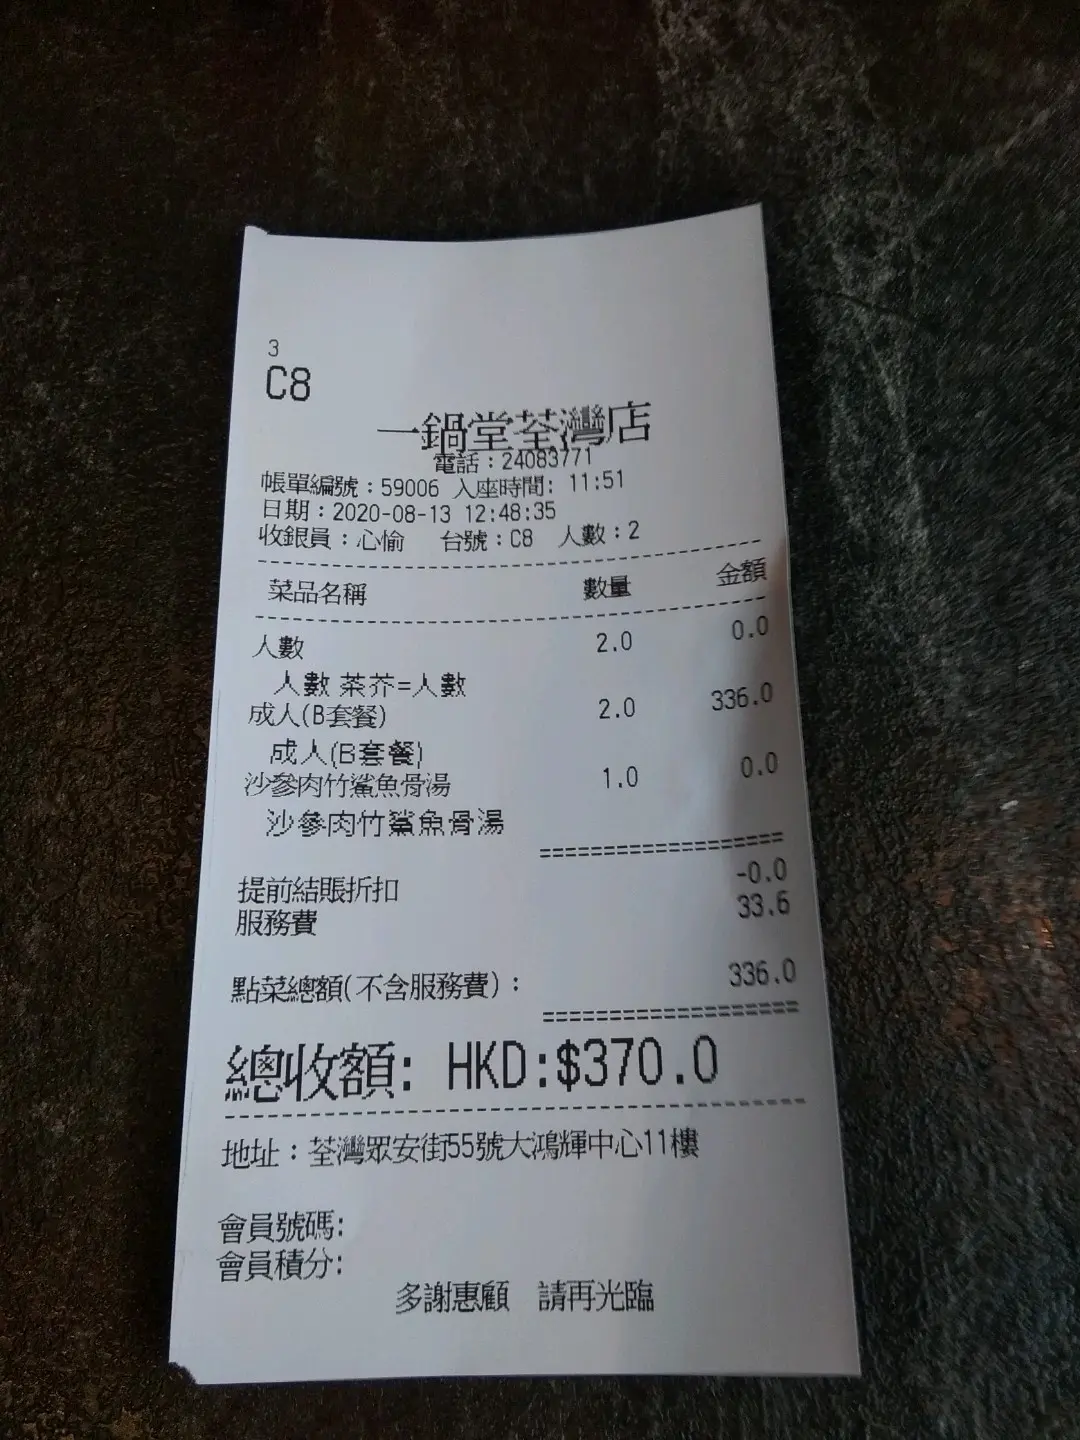 3
C8
一鍋堂荃灣店
電話：24083771
帳單編號：59006 入座時間: 11:51
日期：2020-08-13 12:48:35
收銀員：心愉 台號：C8 人數：2
菜品名稱 數量 金額
人數 2.0 0.0
人數 茶芥=人數
成人(B套餐) 2.0 336.0
成人(B套餐)
沙參肉竹鯊魚骨湯 1.0 0.0
沙參肉竹鯊魚骨湯
提前結賬折扣 -0.0
服務費 33.6
點菜總額(不含服務費)： 336.0
總收額: HKD:$370.0
地址：荃灣眾安街55號大鴻輝中心11樓
會員號碼:
會員積分:
多謝惠顧 請再光臨